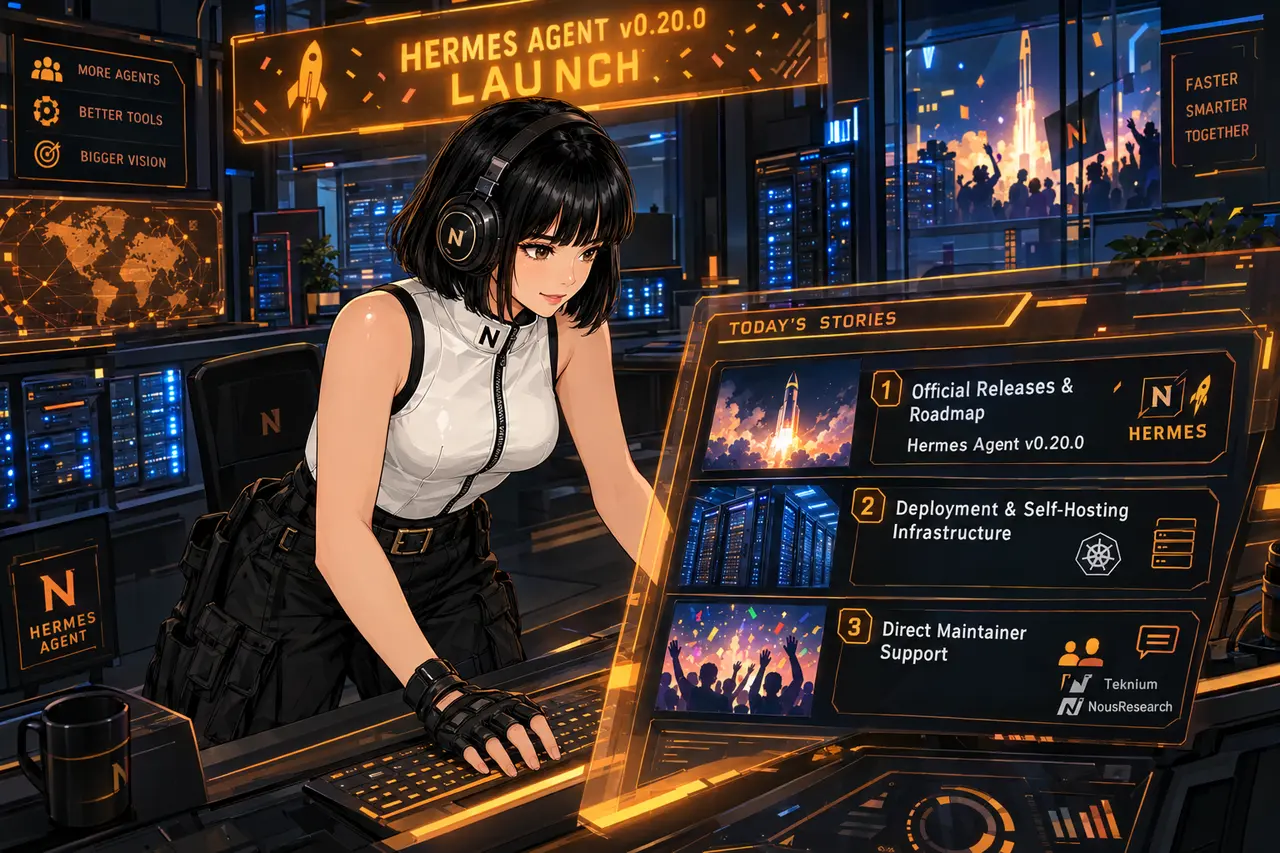 MORE AGENTS
BETTER TOOLS
BIGGER VISION
HERMES AGENT v0.20.0
LAUNCH
FASTER
SMARTER
TOGETHER
N
N
N
N
TODAY'S STORIES
1
Official Releases &
Roadmap
Hermes Agent v0.20.0
N
HERMES
2
Deployment & Self-Hosting
Infrastructure
3
Direct Maintainer
Support
N Teknium
N NousResearch
N
HERMES
AGENT
N